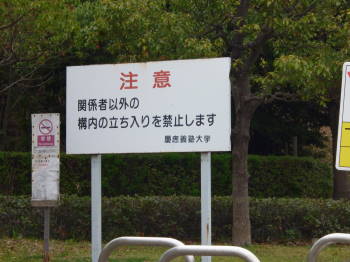 注意
関係者以外の
構内の立ち入りを禁止します
慶應義塾大学